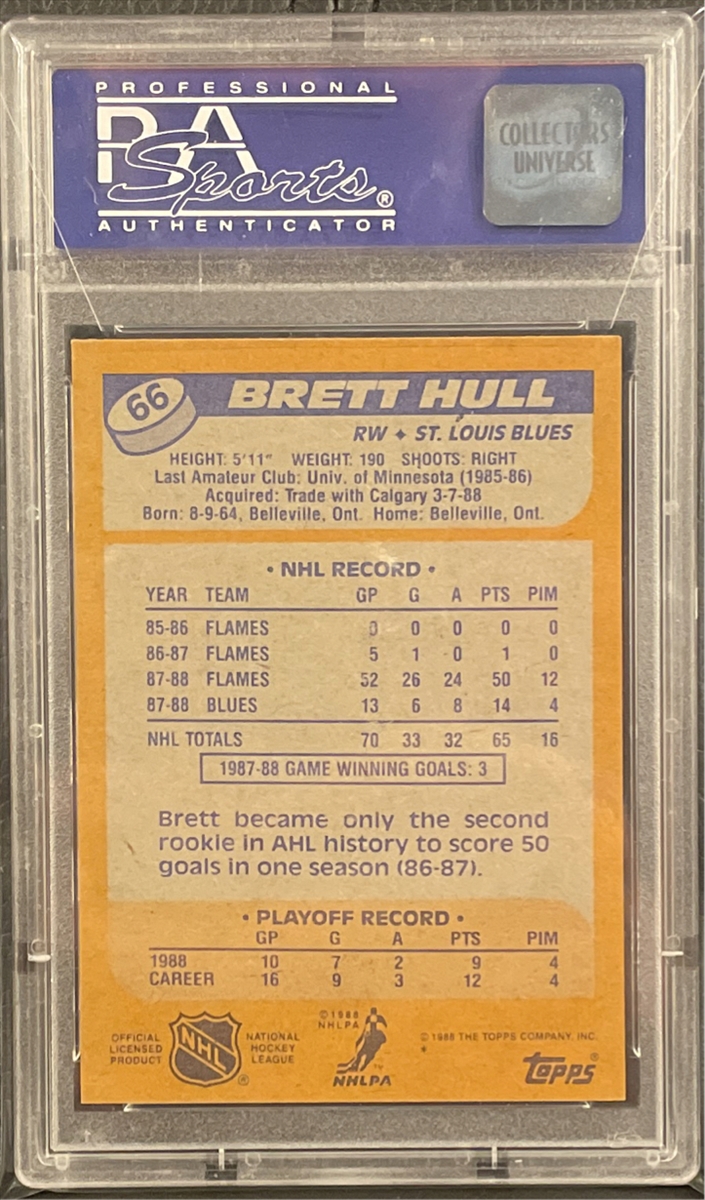 PROFESSIONAL
PSA
Sports®
AUTHENTICATOR
COLLECTORS
UNIVERSE
66
BRETT HULL
RW ✦ ST. LOUIS BLUES
HEIGHT: 5'11" WEIGHT: 190 SHOOTS: RIGHT
Last Amateur Club: Univ. of Minnesota (1985-86)
Acquired: Trade with Calgary 3-7-88
Born: 8-9-64, Belleville, Ont. Home: Belleville, Ont.
• NHL RECORD •
YEAR TEAM GP G A PTS PIM
85-86 FLAMES 0 0 0 0 0
86-87 FLAMES 5 1 0 1 0
87-88 FLAMES 52 26 24 50 12
87-88 BLUES 13 6 8 14 4
NHL TOTALS 70 33 32 65 16
1987-88 GAME WINNING GOALS: 3
Brett became only the second
rookie in AHL history to score 50
goals in one season (86-87).
• PLAYOFF RECORD •
GP G A PTS PIM
1988 10 7 2 9 4
CAREER 16 9 3 12 4
OFFICIAL
LICENSED
PRODUCT
NHL
®
NATIONAL
HOCKEY
LEAGUE
©1988
NHLPA
TM
NHLPA
© 1988 THE TOPPS COMPANY, INC.
*
topps®